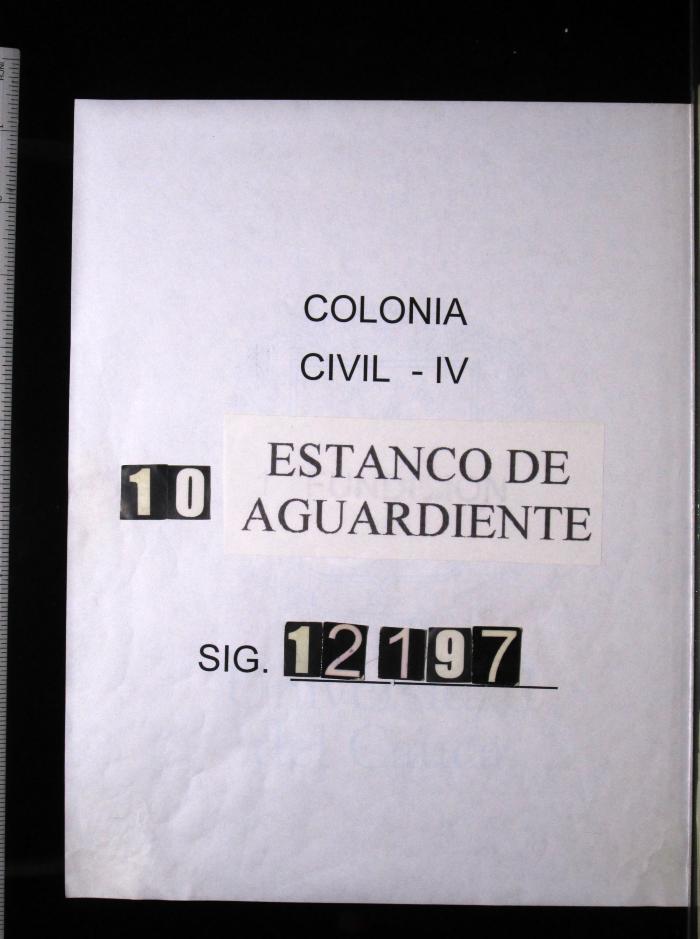 COLONIA
CIVIL - IV
10 ESTANCO DE
AGUARDIENTE
SIG. 12197